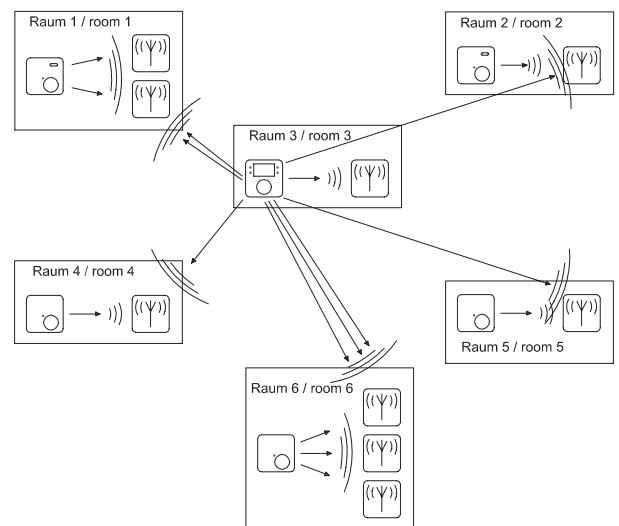 Raum 1 / room 1
Raum 2 / room 2
Raum 3 / room 3
Raum 4 / room 4
Raum 5 / room 5
Raum 6 / room 6